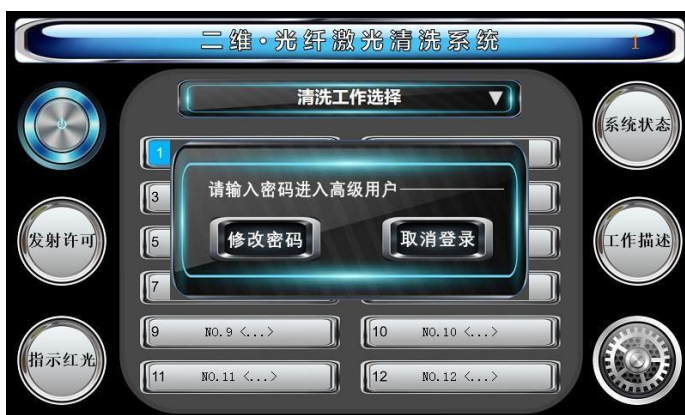 二维·光纤激光清洗系统 1
清洗工作选择 ▼
系统状态
1
请输入密码进入高级用户
3
发射许可
修改密码 取消登录
工作描述
5
7
9 NO.9 <...> 10 NO.10 <...>
指示红光
11 NO.11 <...> 12 NO.12 <...>